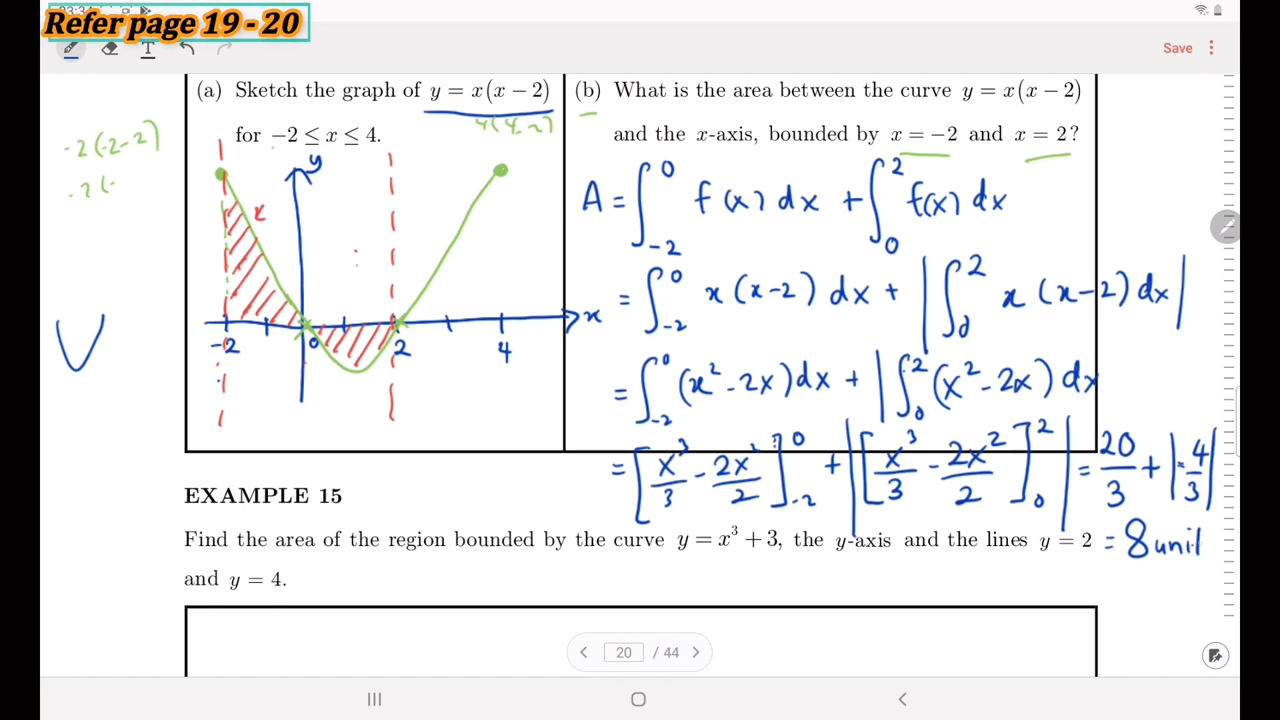 Refer page 19 - 20
T
Save
(a) Sketch the graph of y = x(x − 2)
for −2 ≤ x ≤ 4.
4(4-2)
-2(-2-2)
-2(-
y
x
-2
0
2
4
(b) What is the area between the curve y = x(x − 2)
and the x-axis, bounded by x = −2 and x = 2?
A = ∫_{-2}^{0} f(x) dx + ∫_{0}^{2} f(x) dx
= ∫_{-2}^{0} x(x-2) dx + |∫_{0}^{2} x(x-2) dx|
= ∫_{-2}^{0} (x² - 2x) dx + |∫_{0}^{2} (x² - 2x) dx
= [x³/3 - 2x²/2]_{-2}^{0} + |[x³/3 - 2x²/2]_{0}^{2}| = 20/3 + |-4/3|
= 8 unit
EXAMPLE 15
Find the area of the region bounded by the curve y = x³ + 3, the y-axis and the lines y = 2
and y = 4.
20 / 44